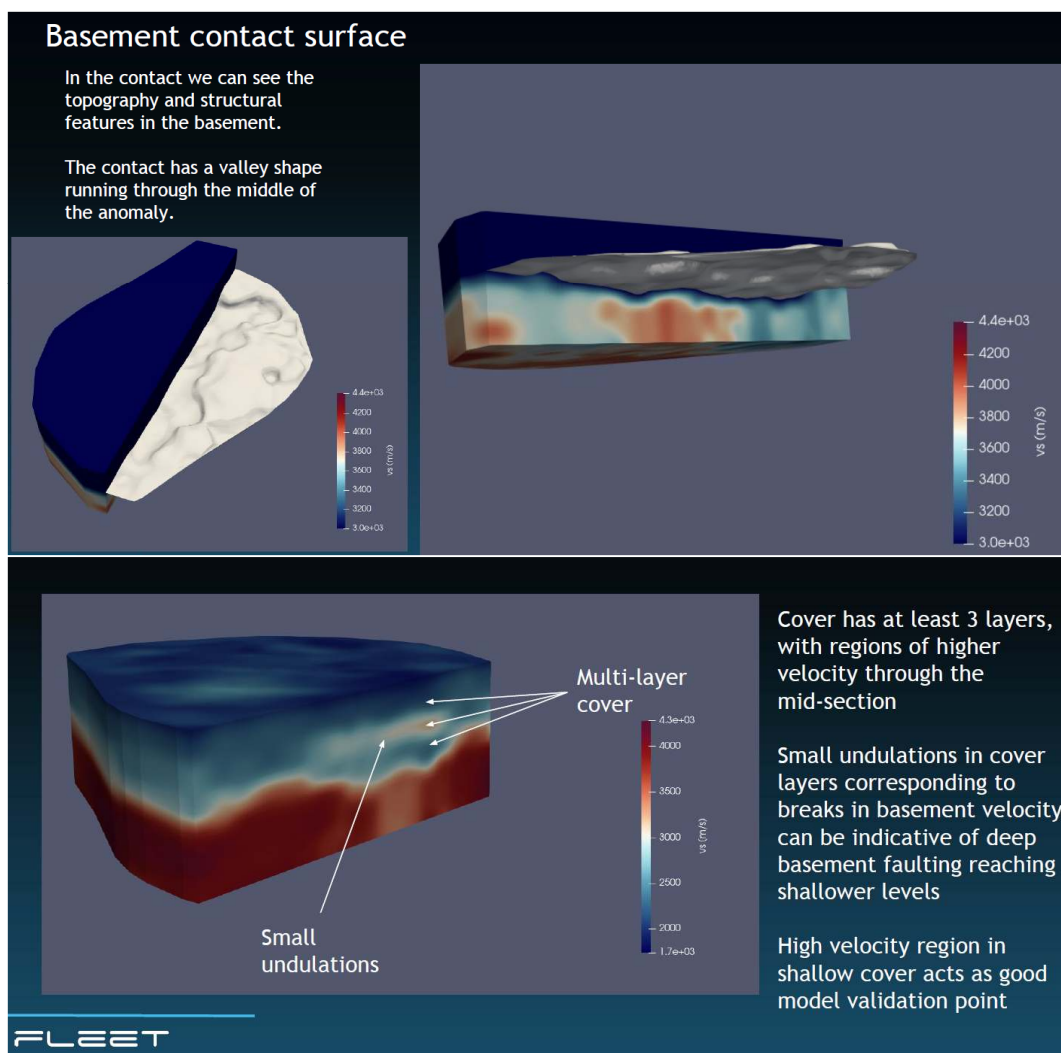 Basement contact surface
In the contact we can see the
topography and structural
features in the basement.
The contact has a valley shape
running through the middle of
the anomaly.
4.4e+03
4200
4000
3800
3600
3400
3200
3.0e+03
vs (m/s)
4.4e+03
4200
4000
3800
3600
3400
3200
3.0e+03
vs (m/s)
Multi-layer
cover
4.3e+03
4000
3500
3000
2500
2000
1.7e+03
vs (m/s)
Small
undulations
Cover has at least 3 layers,
with regions of higher
velocity through the
mid-section
Small undulations in cover
layers corresponding to
breaks in basement velocity
can be indicative of deep
basement faulting reaching
shallower levels
High velocity region in
shallow cover acts as good
model validation point
FLEET